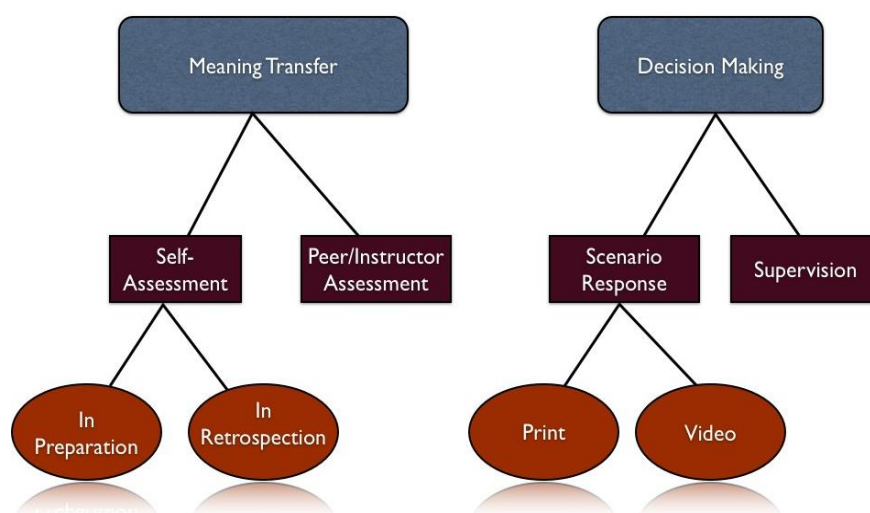 Meaning Transfer
Decision Making
Self-
Assessment
Peer/Instructor
Assessment
Scenario
Response
Supervision
In
Preparation
In
Retrospection
Print
Video